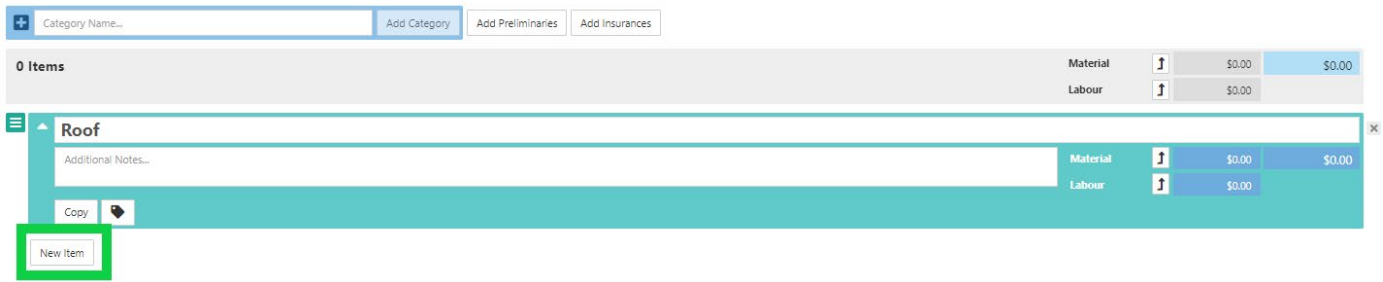 Category Name... Add Category Add Preliminaries Add Insurances
0 Items Material $0.00 $0.00
Labour $0.00
Roof
Additional Notes... Material $0.00 $0.00
Labour $0.00
Copy
New Item